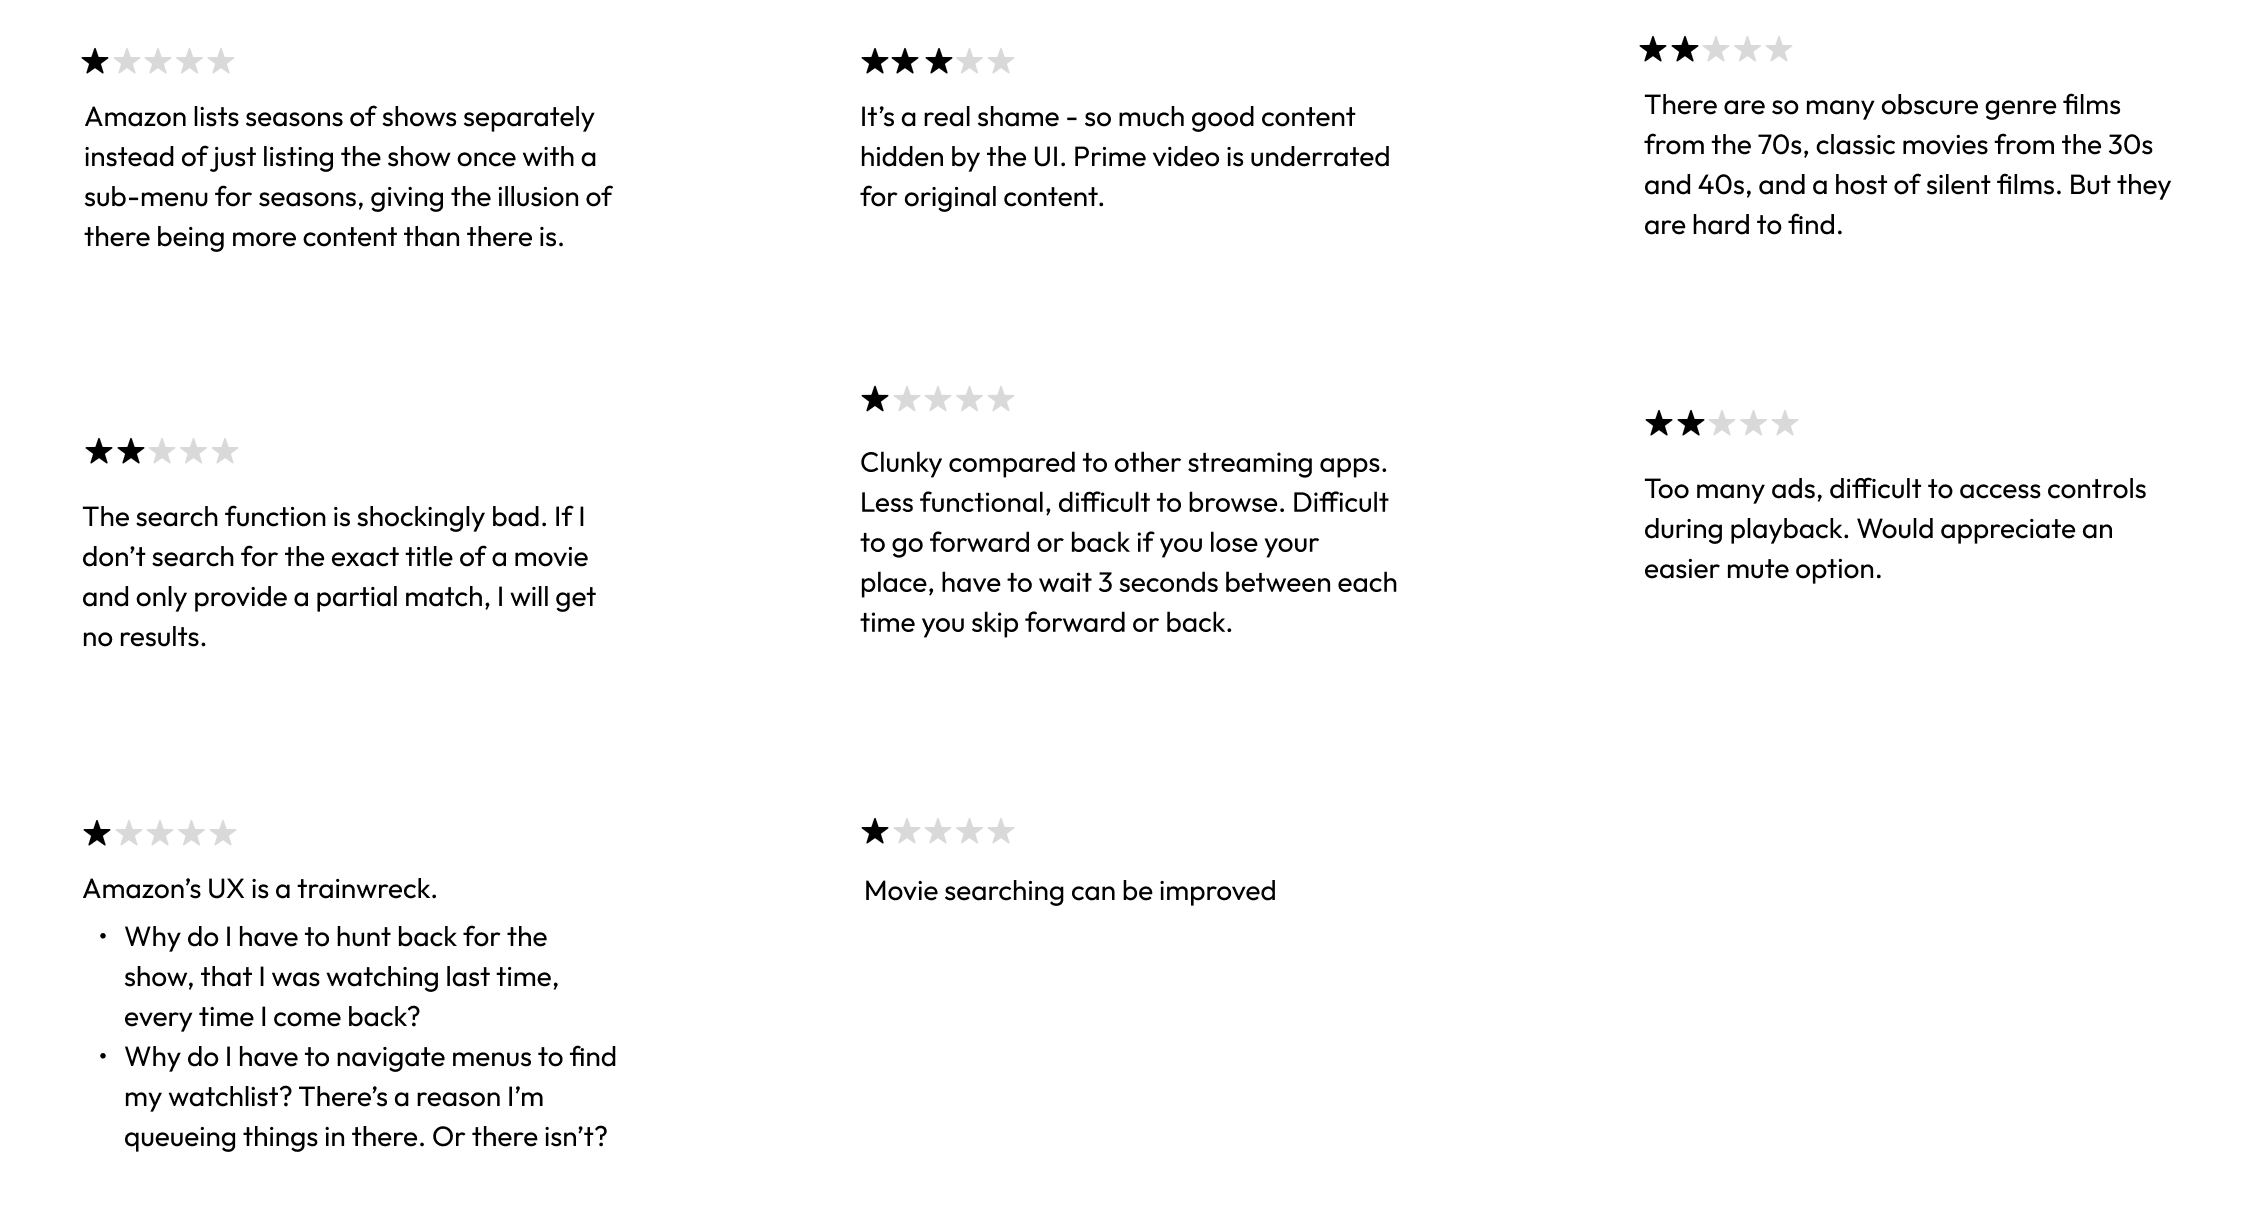 Amazon lists seasons of shows separately
instead of just listing the show once with a
sub-menu for seasons, giving the illusion of
there being more content than there is.
It’s a real shame - so much good content
hidden by the UI. Prime video is underrated
for original content.
There are so many obscure genre films
from the 70s, classic movies from the 30s
and 40s, and a host of silent films. But they
are hard to find.
The search function is shockingly bad. If I
don’t search for the exact title of a movie
and only provide a partial match, I will get
no results.
Clunky compared to other streaming apps.
Less functional, difficult to browse. Difficult
to go forward or back if you lose your
place, have to wait 3 seconds between each
time you skip forward or back.
Too many ads, difficult to access controls
during playback. Would appreciate an
easier mute option.
Amazon’s UX is a trainwreck.
• Why do I have to hunt back for the
show, that I was watching last time,
every time I come back?
• Why do I have to navigate menus to find
my watchlist? There’s a reason I’m
queueing things in there. Or there isn’t?
Movie searching can be improved